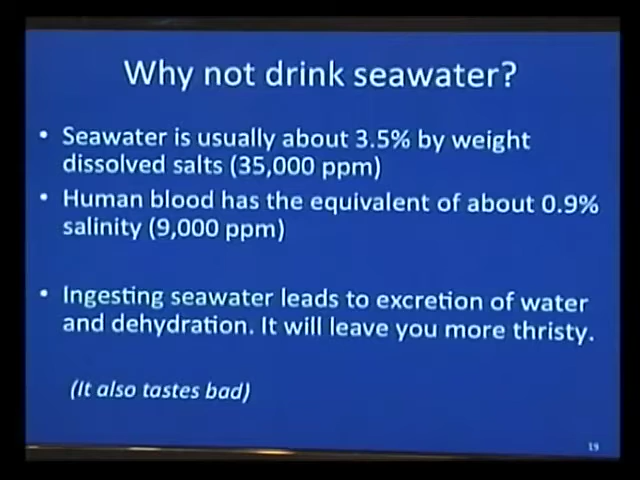 Why not drink seawater?
• Seawater is usually about 3.5% by weight
dissolved salts (35,000 ppm)
• Human blood has the equivalent of about 0.9%
salinity (9,000 ppm)
• Ingesting seawater leads to excretion of water
and dehydration. It will leave you more thristy.
(It also tastes bad)
19